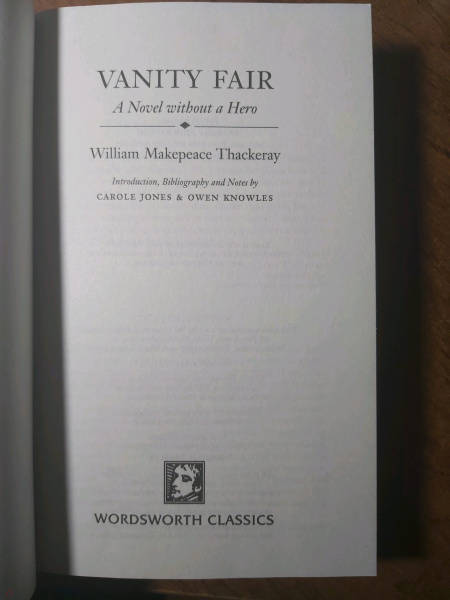 VANITY FAIR
A Novel without a Hero
William Makepeace Thackeray
Introduction, Bibliography and Notes by
CAROLE JONES & OWEN KNOWLES
WORDSWORTH CLASSICS